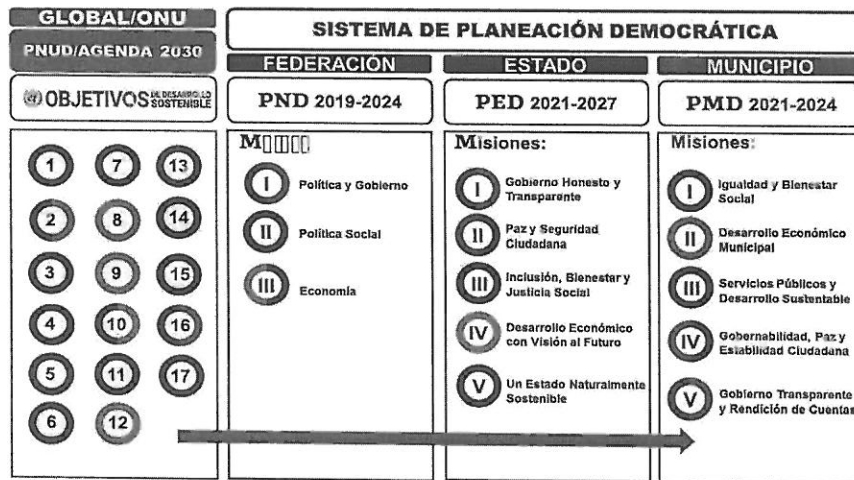 GLOBAL/ONU
PNUD/AGENDA 2030
OBJETIVOS DE DESARROLLO SOSTENIBLE
1 7 13
2 8 14
3 9 15
4 10 16
5 11 17
6 12
SISTEMA DE PLANEACIÓN DEMOCRÁTICA
FEDERACIÓN
PND 2019-2024
M
I Política y Gobierno
II Política Social
III Economía
ESTADO
PED 2021-2027
Misiones:
I Gobierno Honesto y
Transparente
II Paz y Seguridad
Ciudadana
III Inclusión, Bienestar y
Justicia Social
IV Desarrollo Económico
con Visión al Futuro
V Un Estado Naturalmente
Sostenible
MUNICIPIO
PMD 2021-2024
Misiones:
I Igualdad y Bienestar
Social
II Desarrollo Económico
Municipal
III Servicios Públicos y
Desarrollo Sustentable
IV Gobernabilidad, Paz y
Estabilidad Ciudadana
V Gobierno Transparente
y Rendición de Cuentas